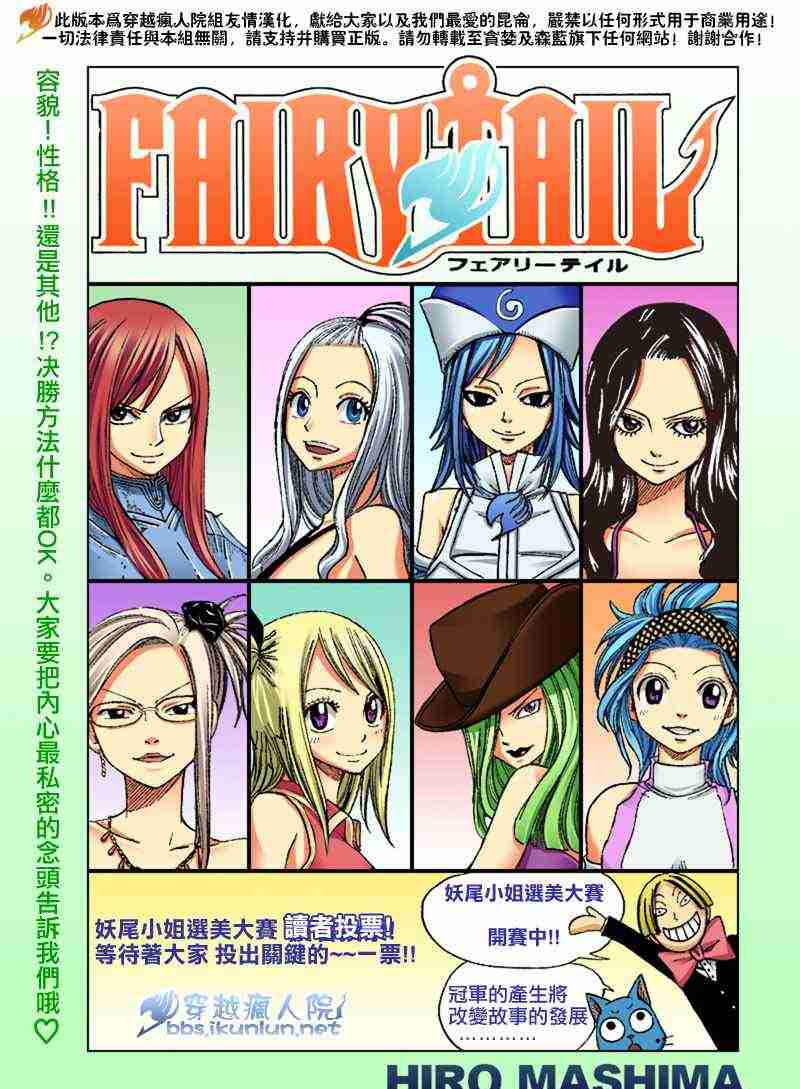 此版本爲穿越瘋人院組友情漢化，獻給大家以及我們最愛的昆侖，嚴禁以任何形式用于商業用途！
一切法律責任與本組無關，請支持并購買正版。請勿轉載至貪婪及森藍旗下任何網站！謝謝合作！
容貌！性格!!還是其他!?决勝方法什麼都OK。大家要把內心最私密的念頭告訴我們哦♡
FAIRY TAIL
フェアリーテイル
G
妖尾小姐選美大賽 讀者投票!
等待著大家 投出關鍵的~~一票!!
妖尾小姐選美大賽
開賽中!!
冠軍的產生將
改變故事的發展
…………
穿越瘋人院
bbs.ikunlun.net
HIRO MASHIMA